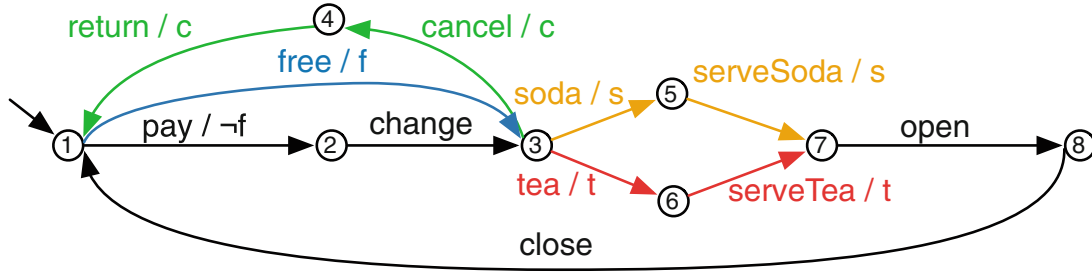 4
return / c
cancel / c
free / f
serveSoda / s
soda / s
5
pay / ¬f
change
open
1
2
3
7
8
tea / t
serveTea / t
6
close